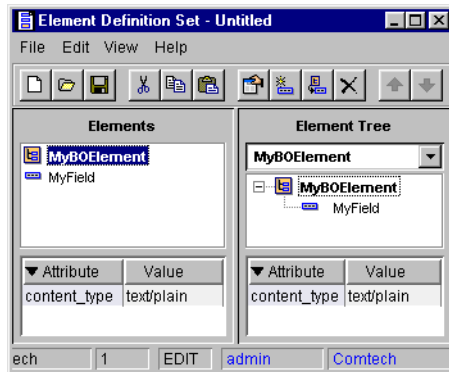 Element Definition Set - Untitled
File Edit View Help
Elements
MyBOElement
MyField
Attribute Value
content_type text/plain
Element Tree
MyBOElement
MyBOElement
MyField
Attribute Value
content_type text/plain
ech 1 EDIT admin Comtech